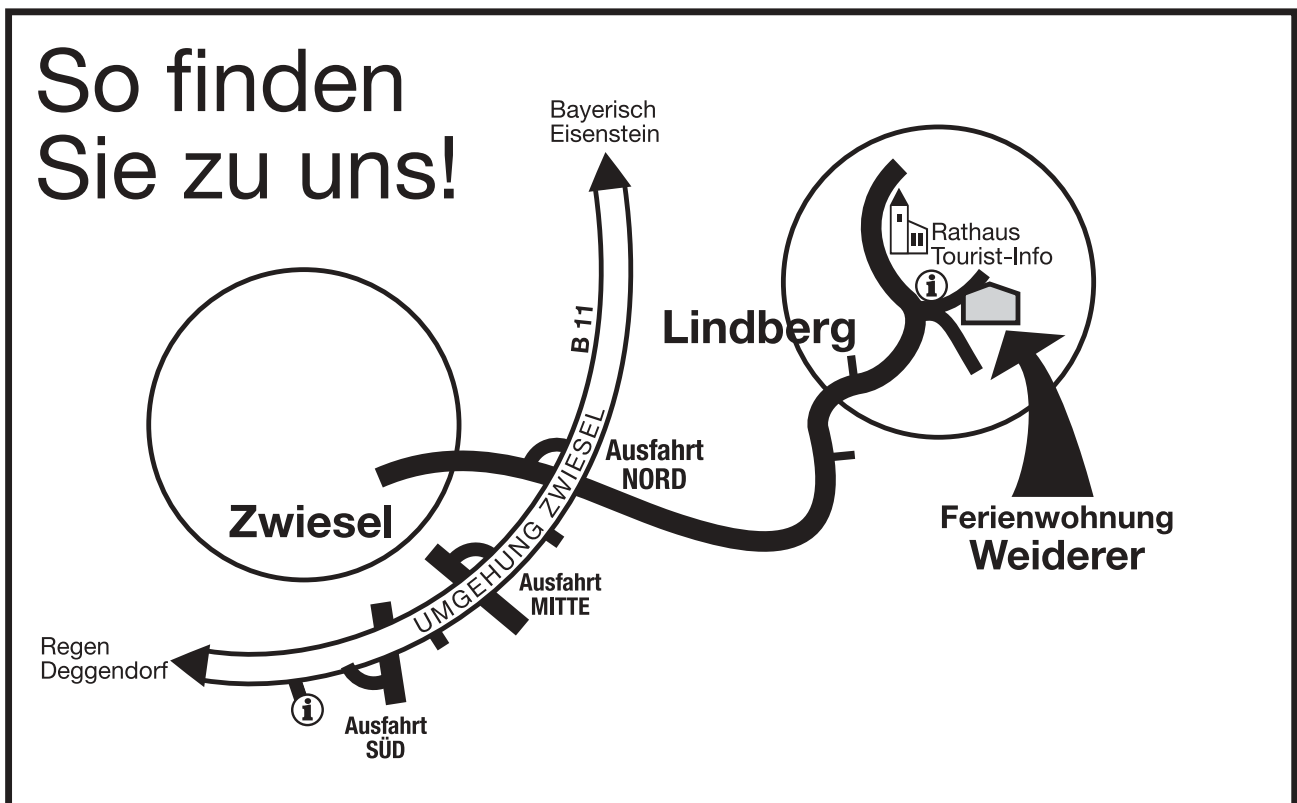 So finden
Sie zu uns!
Bayerisch
Eisenstein
B 11
Rathaus
Tourist-Info
i
Lindberg
Ausfahrt
NORD
UMGEHUNG ZWIESEL
Zwiesel
Ferienwohnung
Weiderer
Ausfahrt
MITTE
Regen
Deggendorf
i
Ausfahrt
SÜD